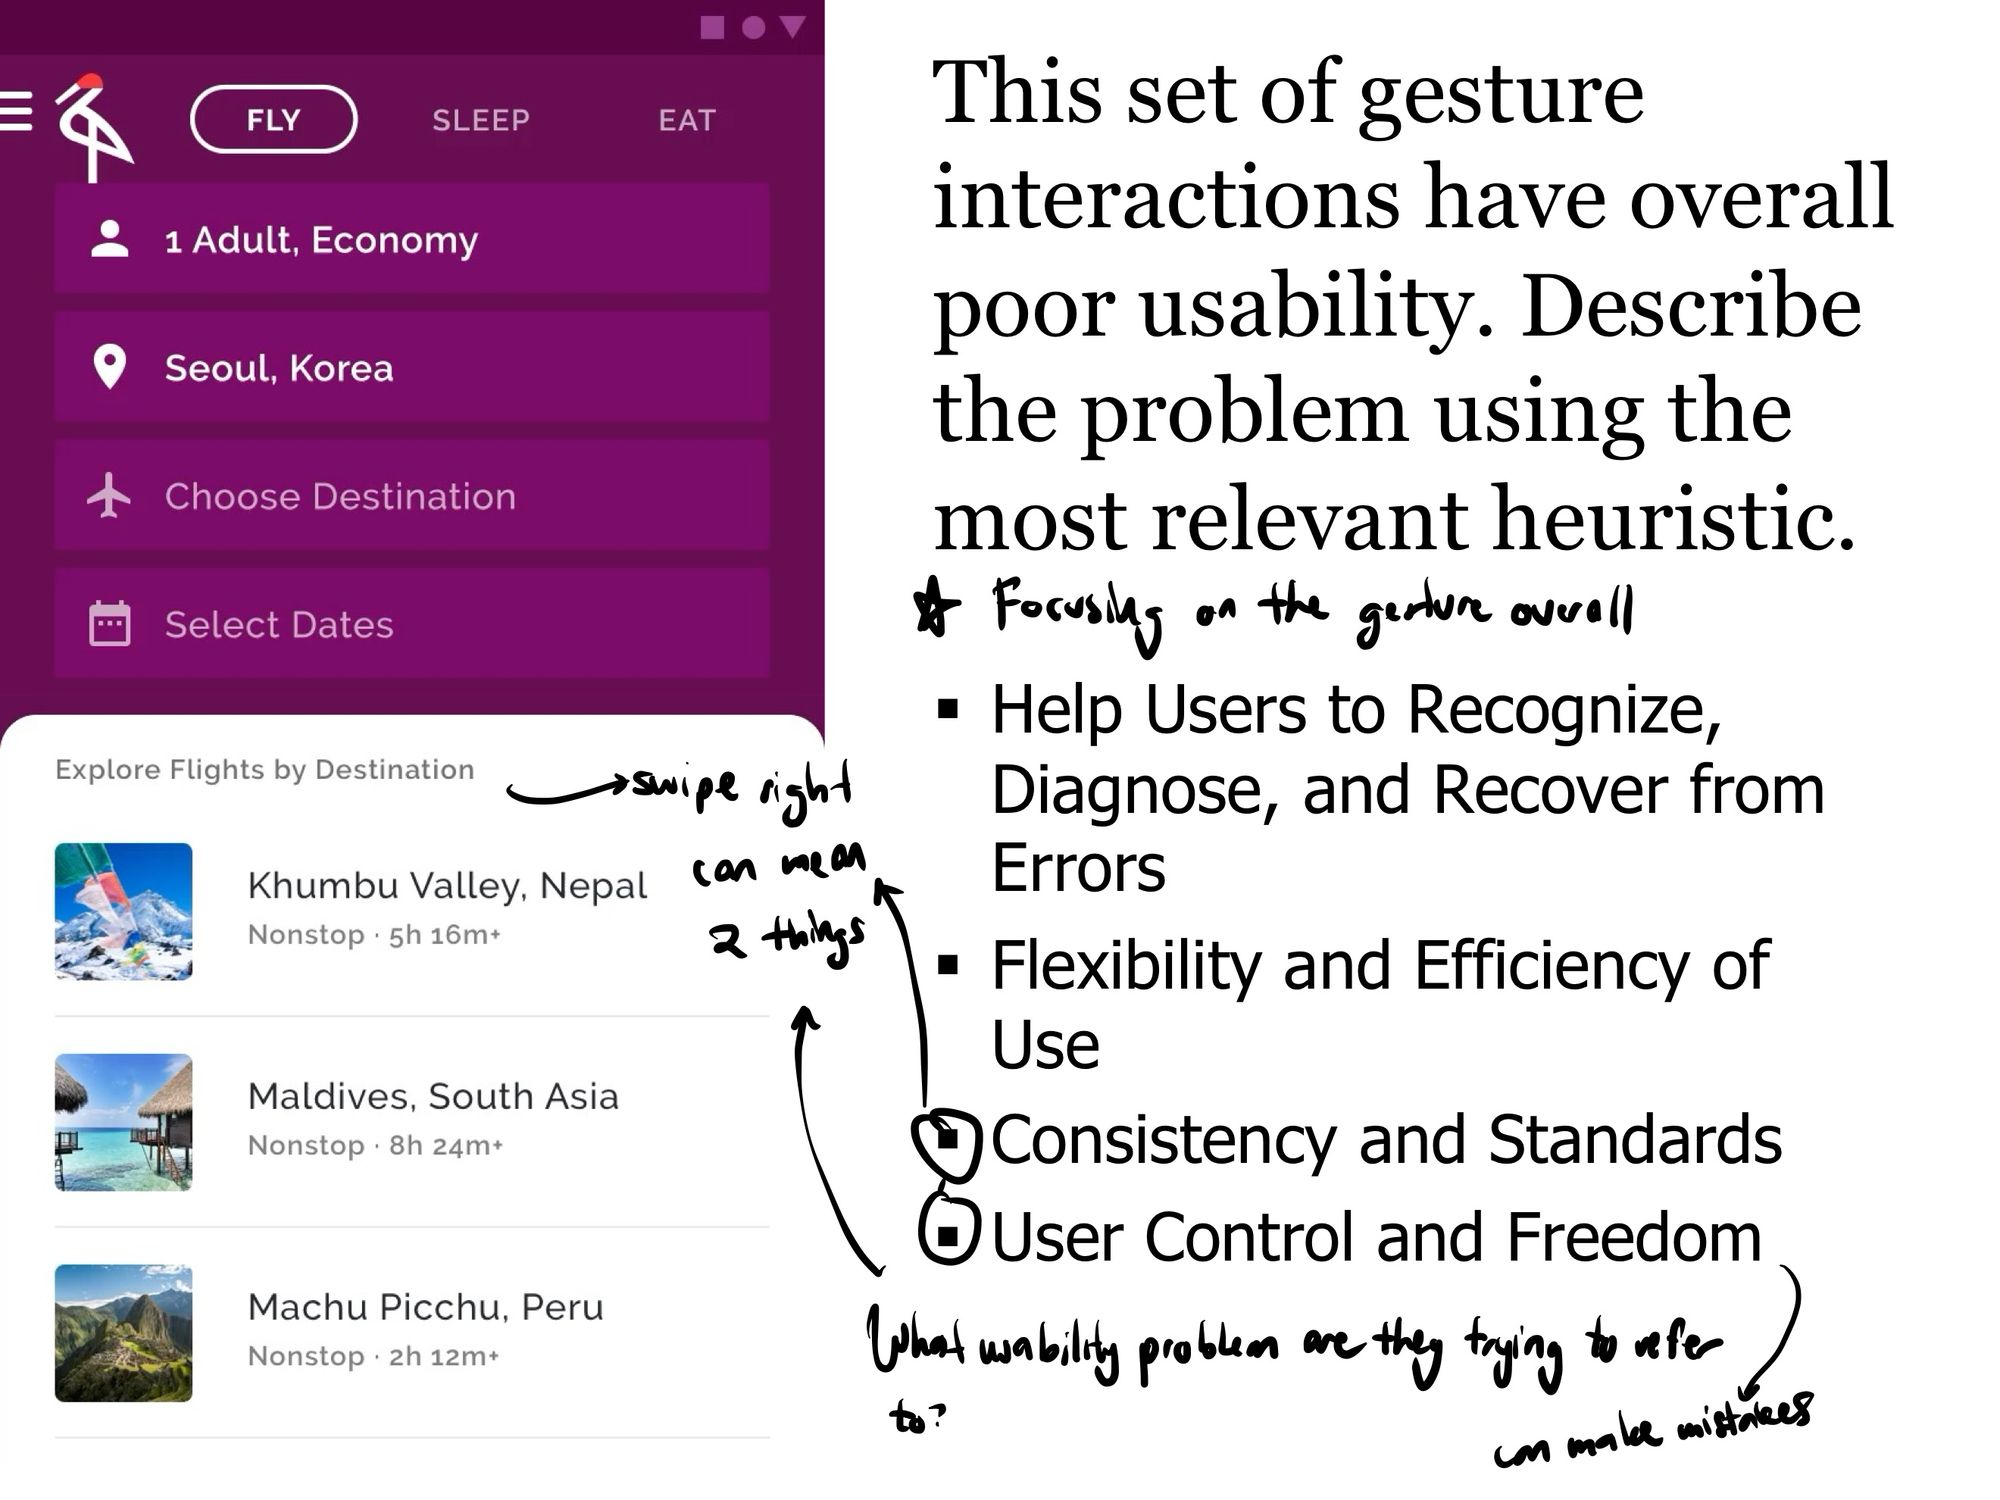 FLY
SLEEP
EAT
1 Adult, Economy
Seoul, Korea
Choose Destination
Select Dates
Explore Flights by Destination
Khumbu Valley, Nepal
Nonstop · 5h 16m+
Maldives, South Asia
Nonstop · 8h 24m+
Machu Picchu, Peru
Nonstop · 2h 12m+
swipe right
can mean
2 things
This set of gesture
interactions have overall
poor usability. Describe
the problem using the
most relevant heuristic.
Focusing on the gesture overall
▪ Help Users to Recognize,
Diagnose, and Recover from
Errors
▪ Flexibility and Efficiency of
Use
▪ Consistency and Standards
▪ User Control and Freedom
What usability problem are they trying to refer
to?
can make mistakes